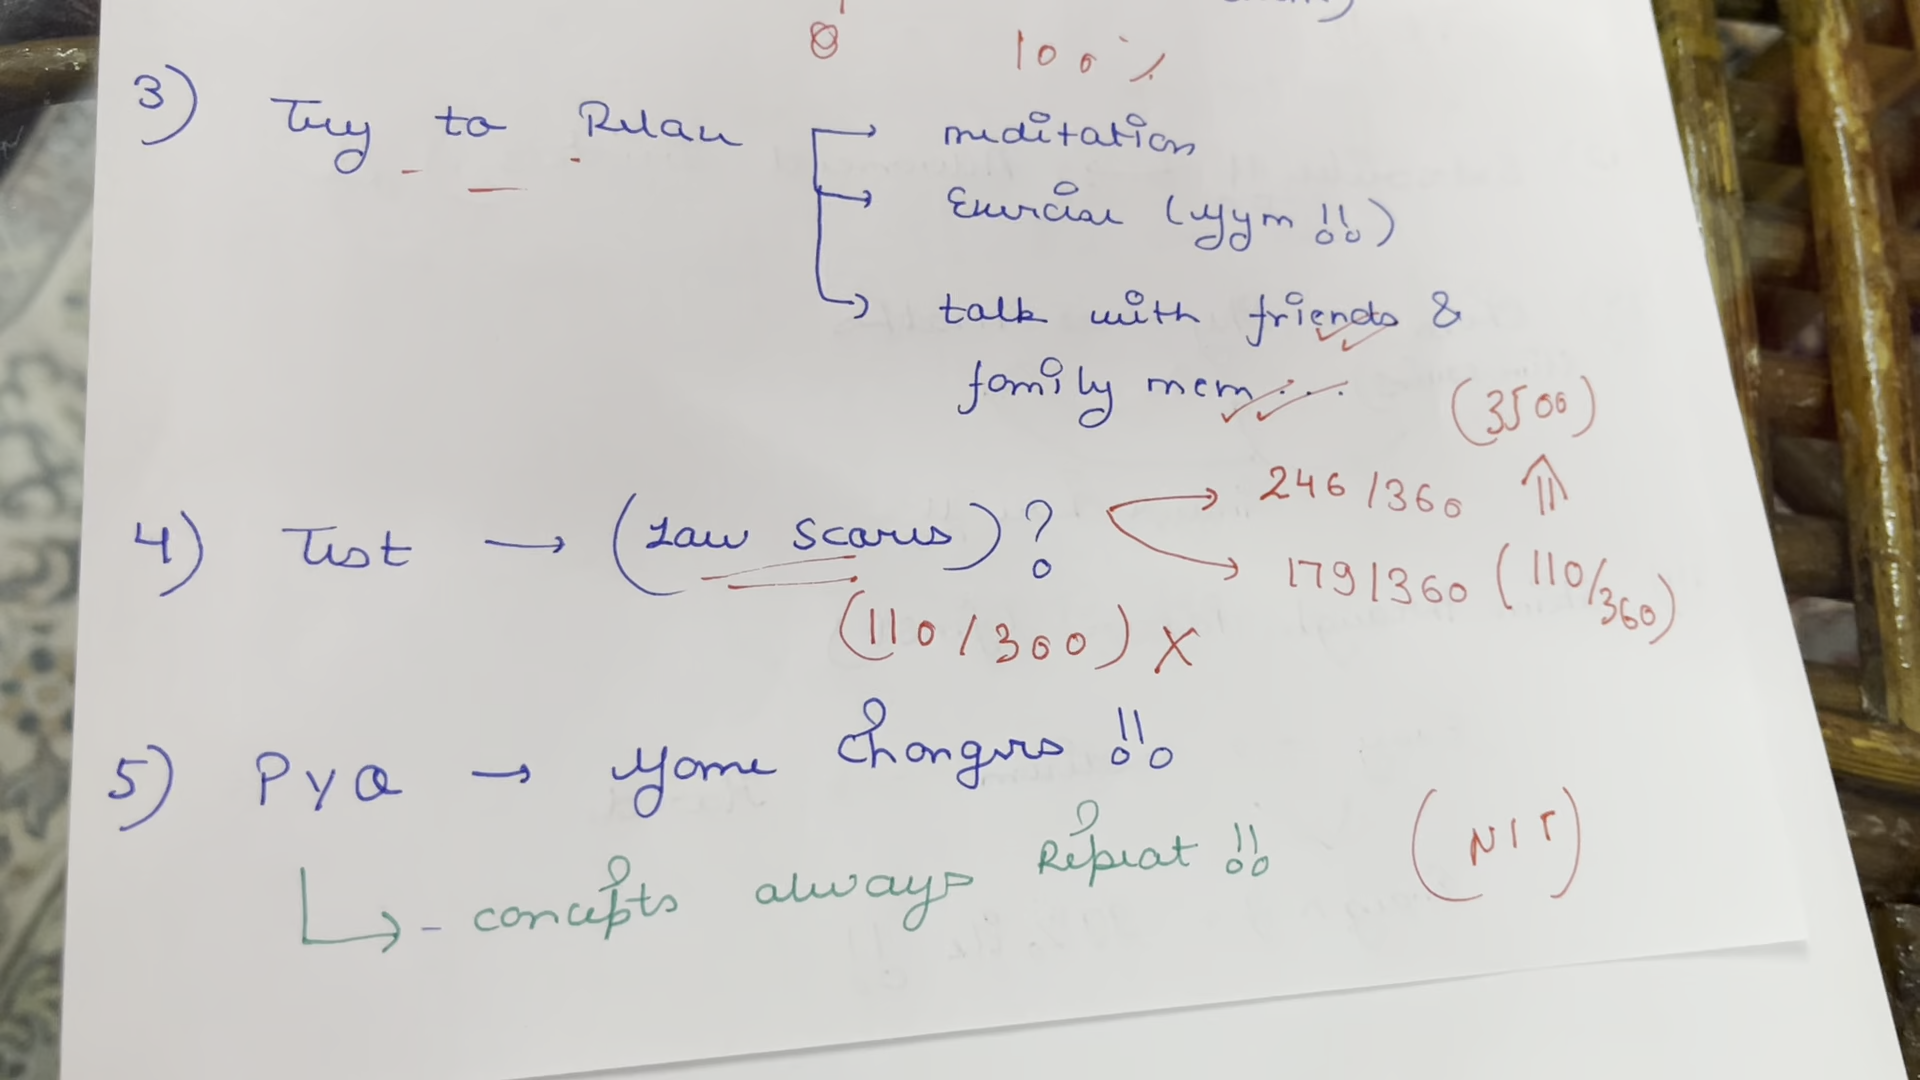 100%
3) Try to Relax → meditation
→ Exercise (Gym !!)
→ talk with friends &
family mem....
(3500)
4) Test → (Low Scores)? → 246/360
→ 179/360 (110/360)
(110/300) X
5) PYQ → Game Changers !!
↳ - concepts always Repeat !! (NIT)